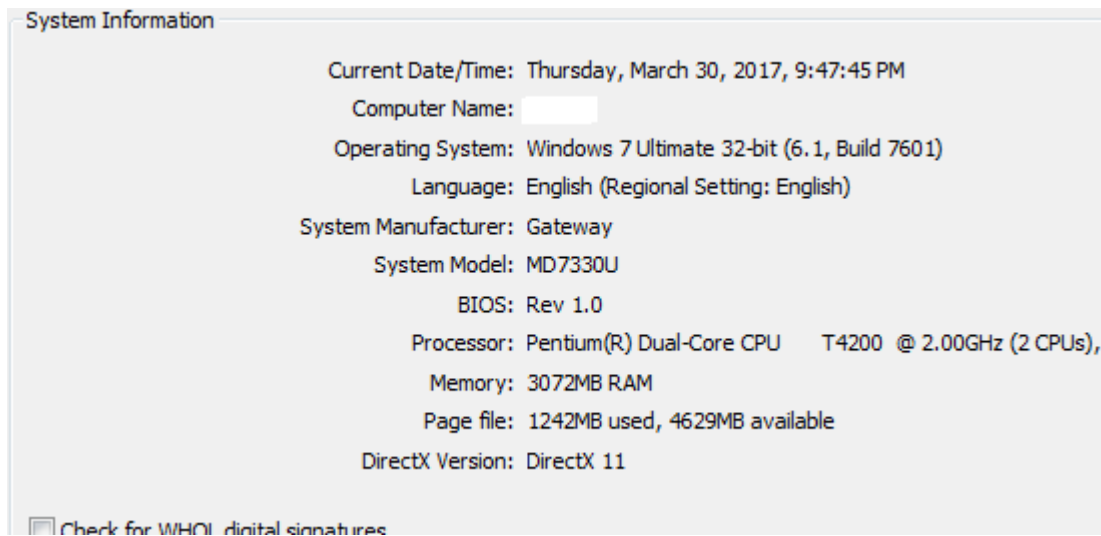 System Information
Current Date/Time: Thursday, March 30, 2017, 9:47:45 PM
Computer Name:
Operating System: Windows 7 Ultimate 32-bit (6.1, Build 7601)
Language: English (Regional Setting: English)
System Manufacturer: Gateway
System Model: MD7330U
BIOS: Rev 1.0
Processor: Pentium(R) Dual-Core CPU T4200 @ 2.00GHz (2 CPUs),
Memory: 3072MB RAM
Page file: 1242MB used, 4629MB available
DirectX Version: DirectX 11
Check for WHQL digital signatures